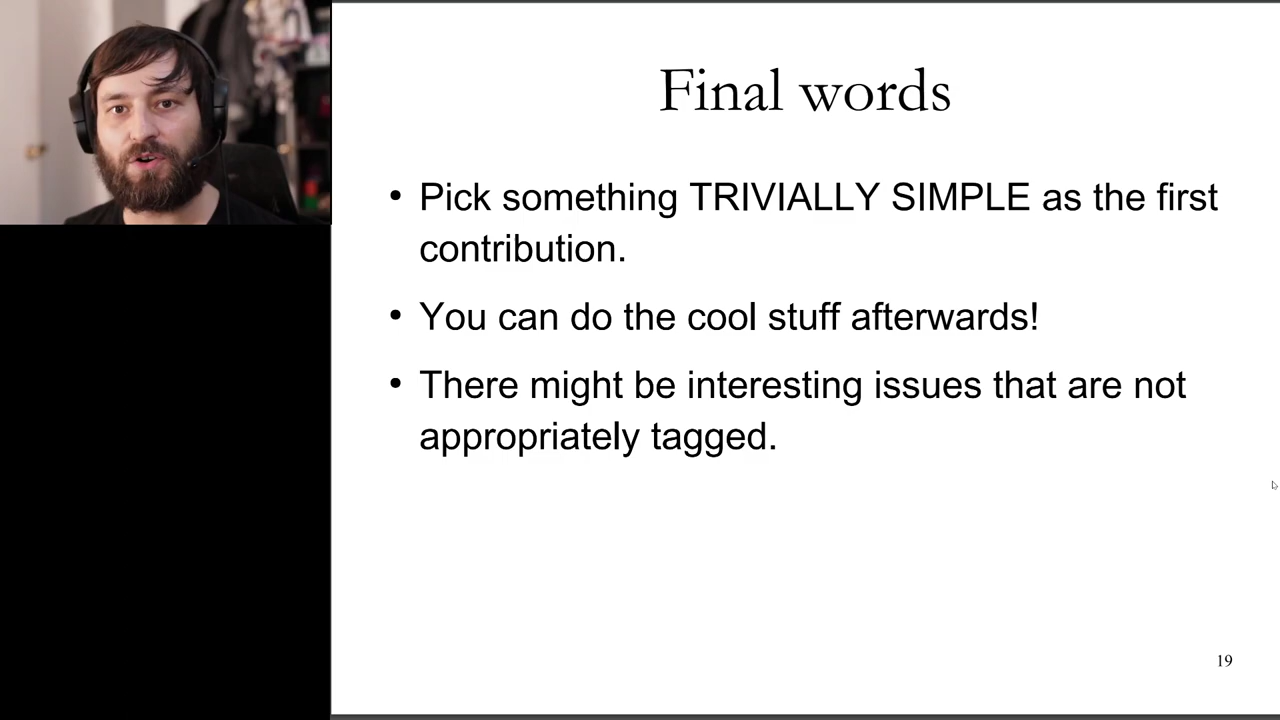 Final words
• Pick something TRIVIALLY SIMPLE as the first
contribution.
• You can do the cool stuff afterwards!
• There might be interesting issues that are not
appropriately tagged.
19